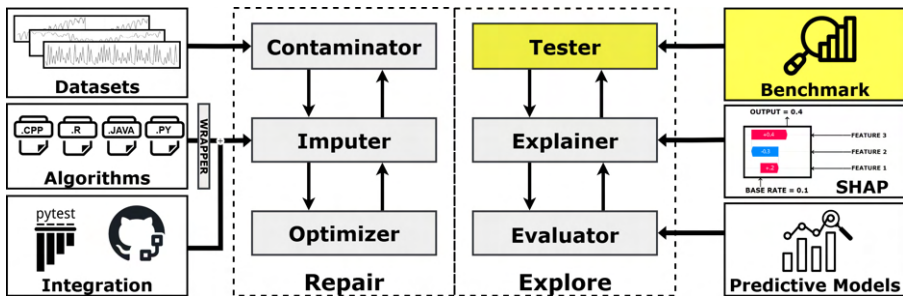 Datasets
.CPP
.R
.JAVA
.PY
Algorithms
WRAPPER
pytest
Integration
Contaminator
Imputer
Optimizer
Repair
Tester
Explainer
Evaluator
Explore
Benchmark
OUTPUT = 0.4
FEATURE 3
FEATURE 2
FEATURE 1
BASE RATE = 0.1
SHAP
Predictive Models